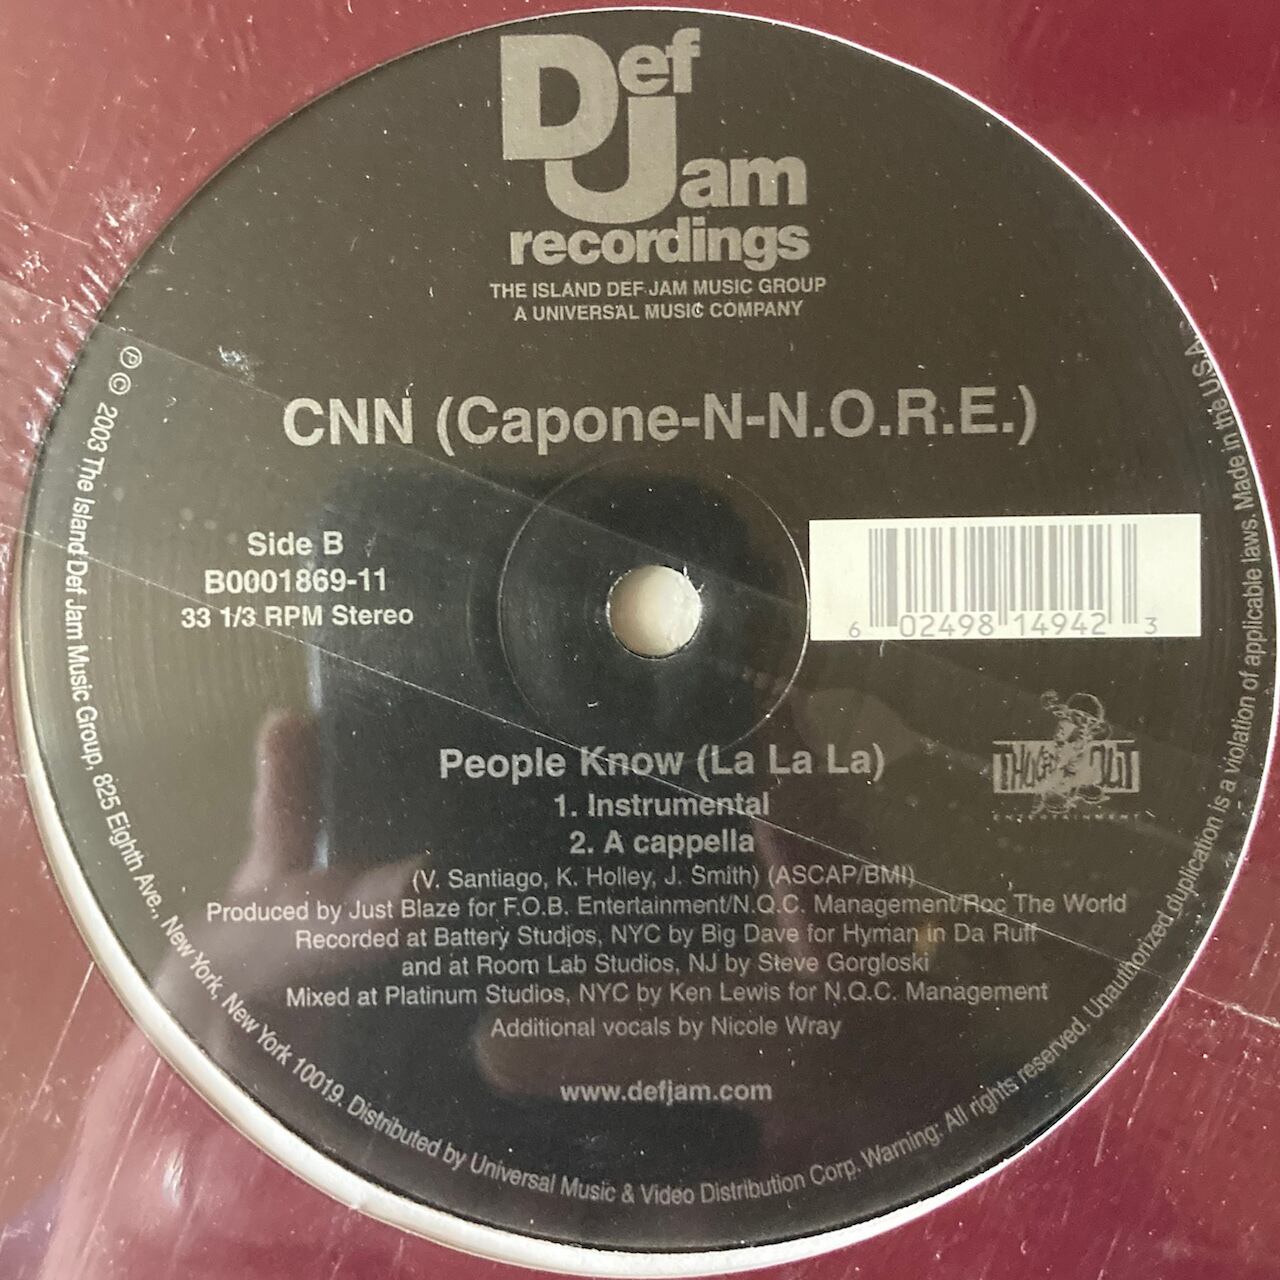 Def Jam
recordings
THE ISLAND DEF JAM MUSIC GROUP
A UNIVERSAL MUSIC COMPANY
CNN (Capone-N-N.O.R.E.)
Side B
B0001869-11
33 1/3 RPM Stereo
6 02498 14942 3
People Know (La La La)
1. Instrumental
2. A cappella
(V. Santiago, K. Holley, J. Smith) (ASCAP/BMI)
Produced by Just Blaze for F.O.B. Entertainment/N.Q.C. Management/Roc The World
Recorded at Battery Studios, NYC by Big Dave for Hyman in Da Ruff
and at Room Lab Studios, NJ by Steve Gorgloski
Mixed at Platinum Studios, NYC by Ken Lewis for N.Q.C. Management
Additional vocals by Nicole Wray
www.defjam.com
THUGGED OUT
ENTERTAINMENT
℗ © 2003 The Island Def Jam Music Group, 825 Eighth Ave., New York, New York 10019. Distributed by Universal Music & Video Distribution Corp. Warning: All rights reserved. Unauthorized duplication is a violation of applicable laws. Made in the U.S.A.